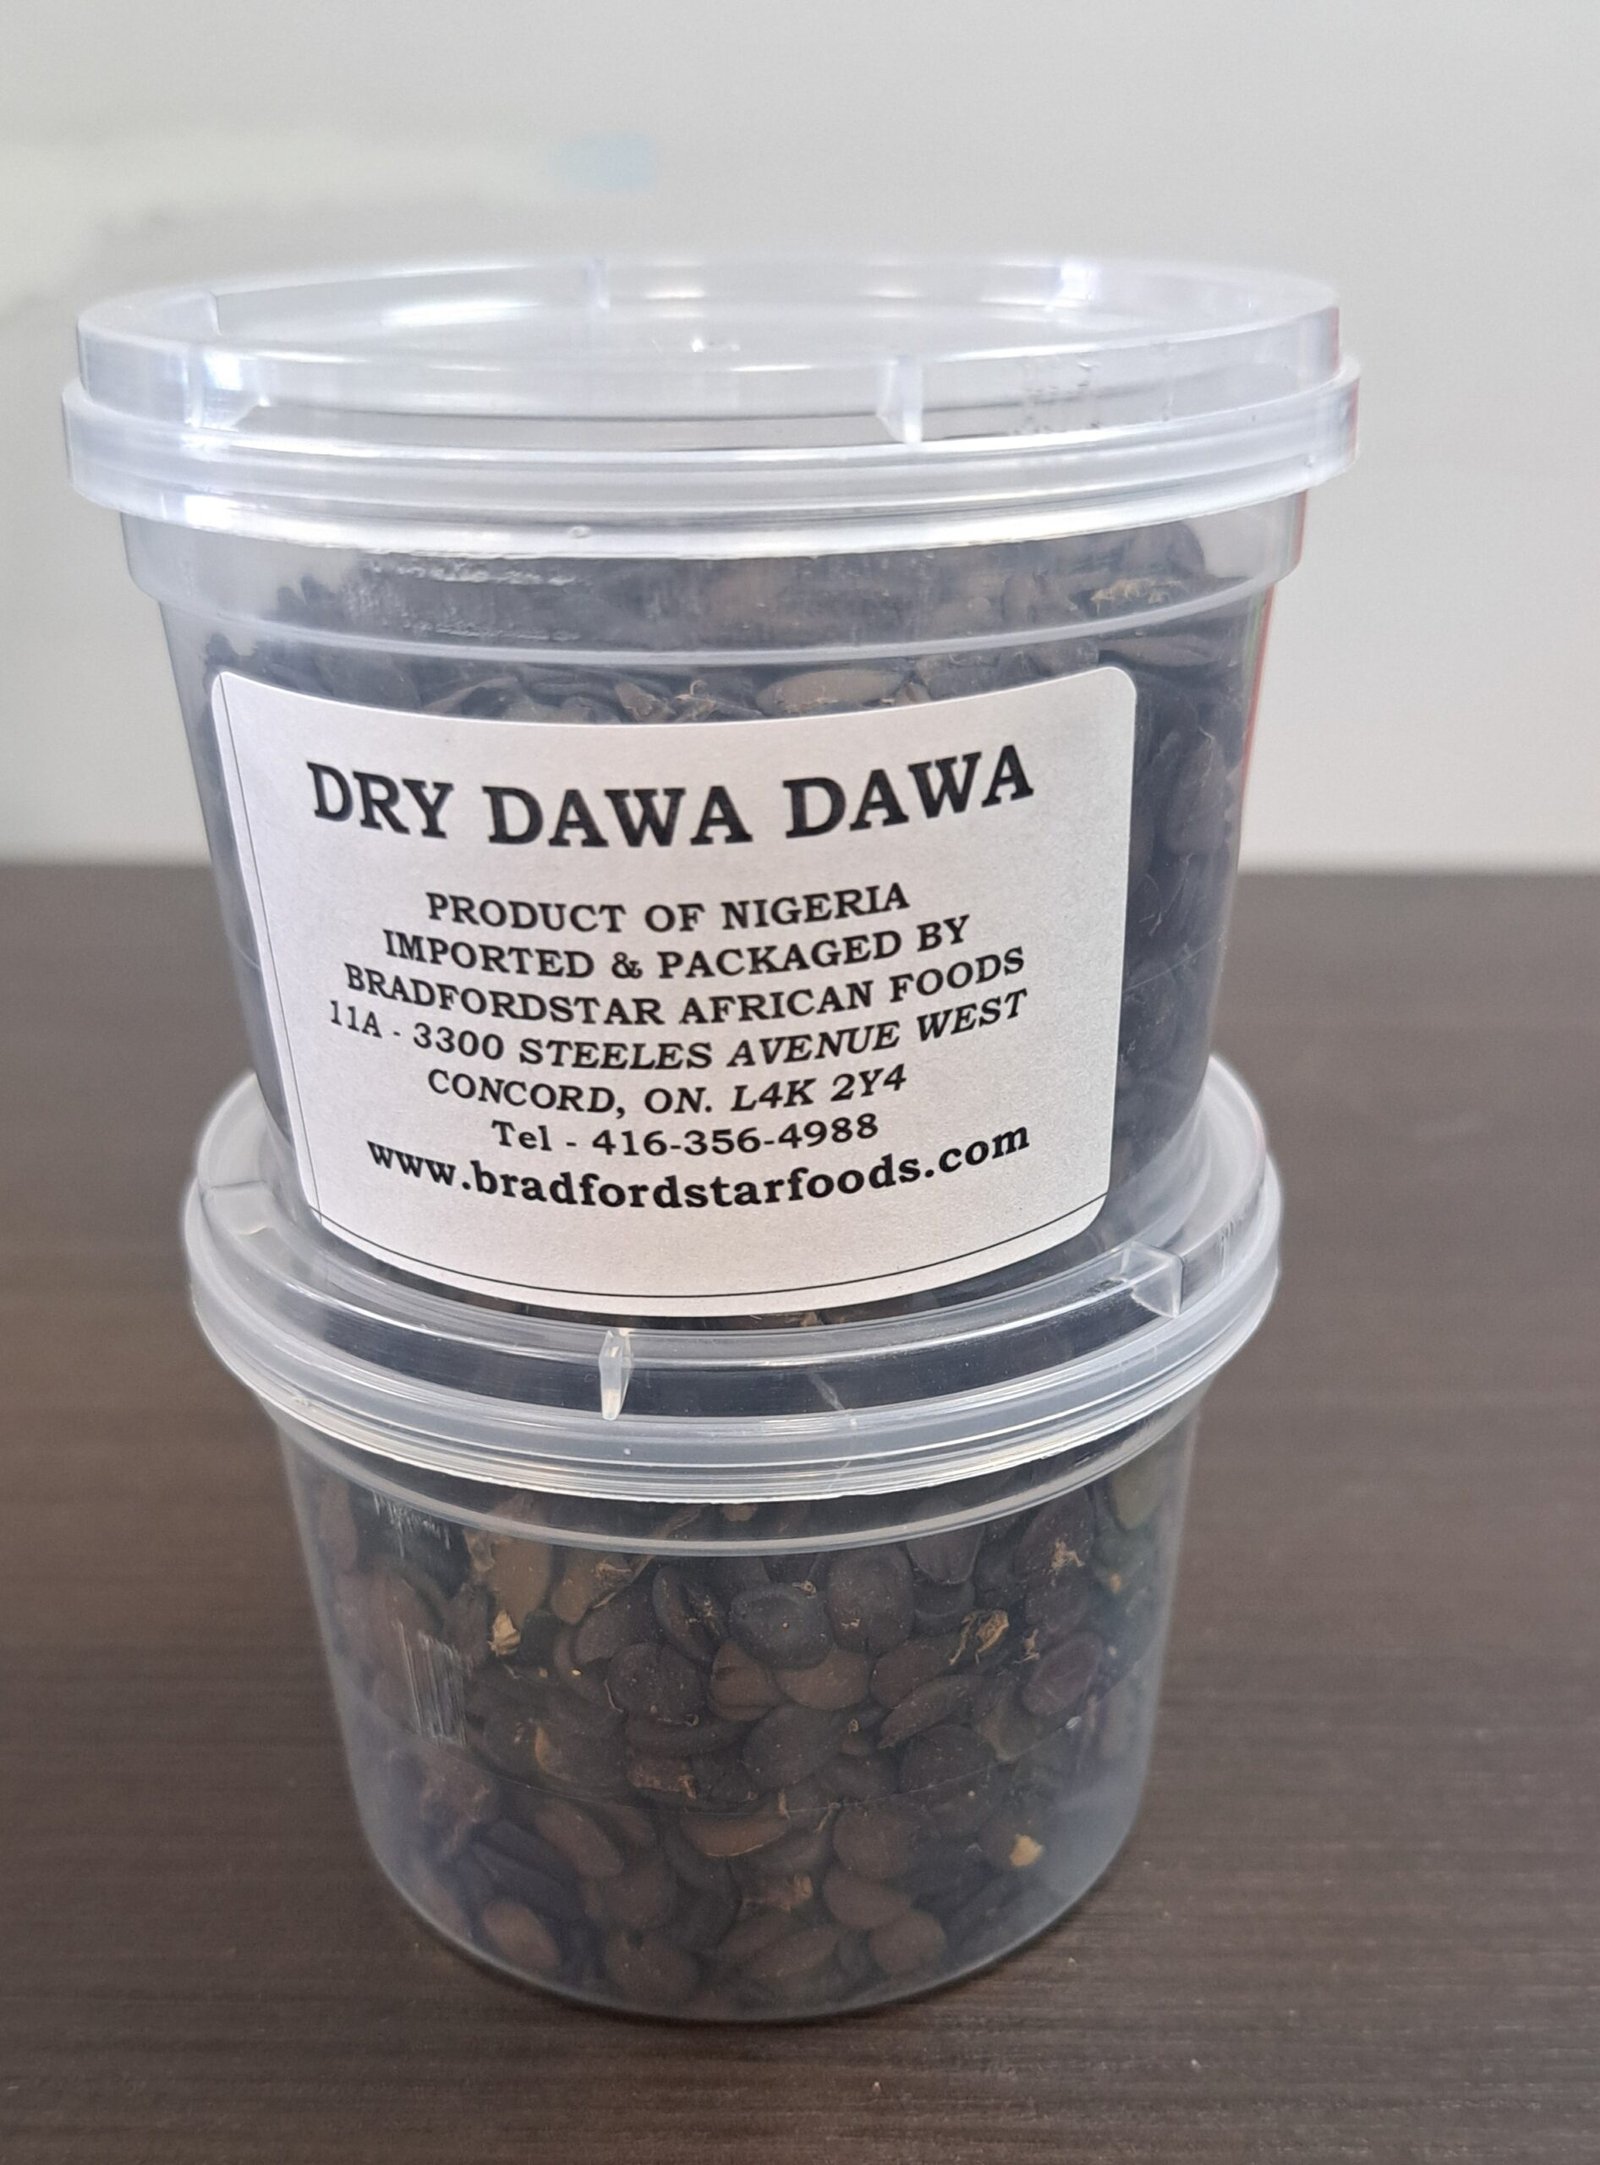 DRY DAWA DAWA
PRODUCT OF NIGERIA
IMPORTED & PACKAGED BY
BRADFORDSTAR AFRICAN FOODS
11A - 3300 STEELES AVENUE WEST
CONCORD, ON. L4K 2Y4
Tel - 416-356-4988
www.bradfordstarfoods.com